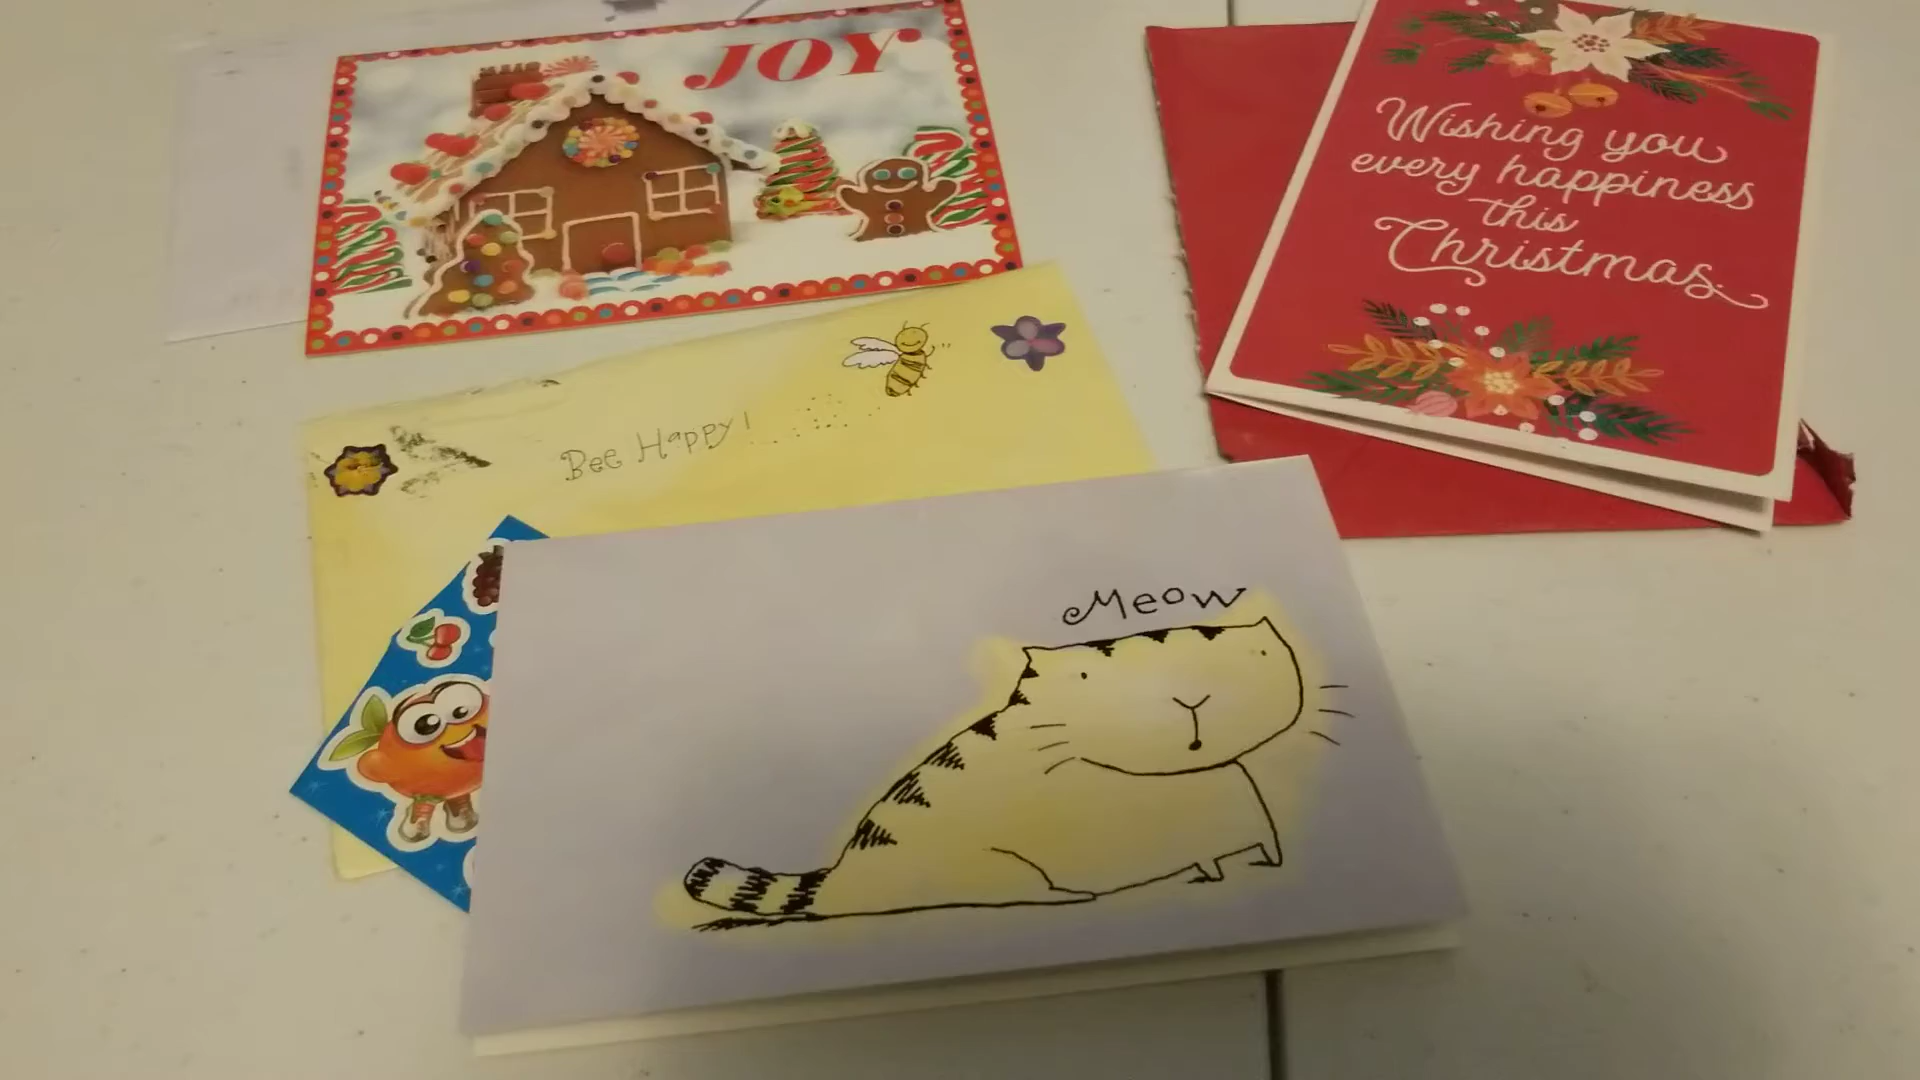 JOY
Wishing you
every happiness
this
Christmas.
Bee Happy!
Meow